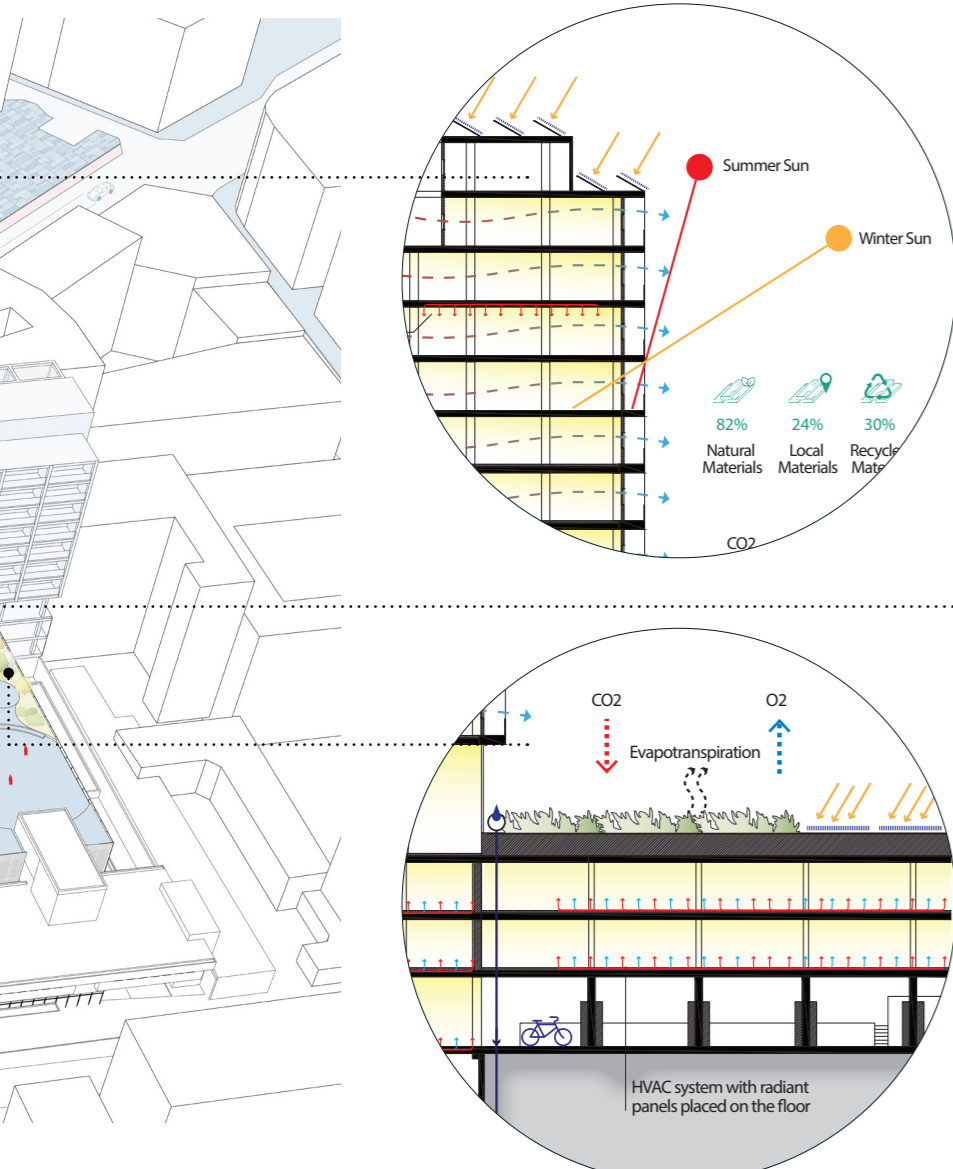 Summer Sun
Winter Sun
82%
24%
30%
Natural
Materials
Local
Materials
CO2
CO2
O2
Evapotranspiration
HVAC system with radiant
panels placed on the floor